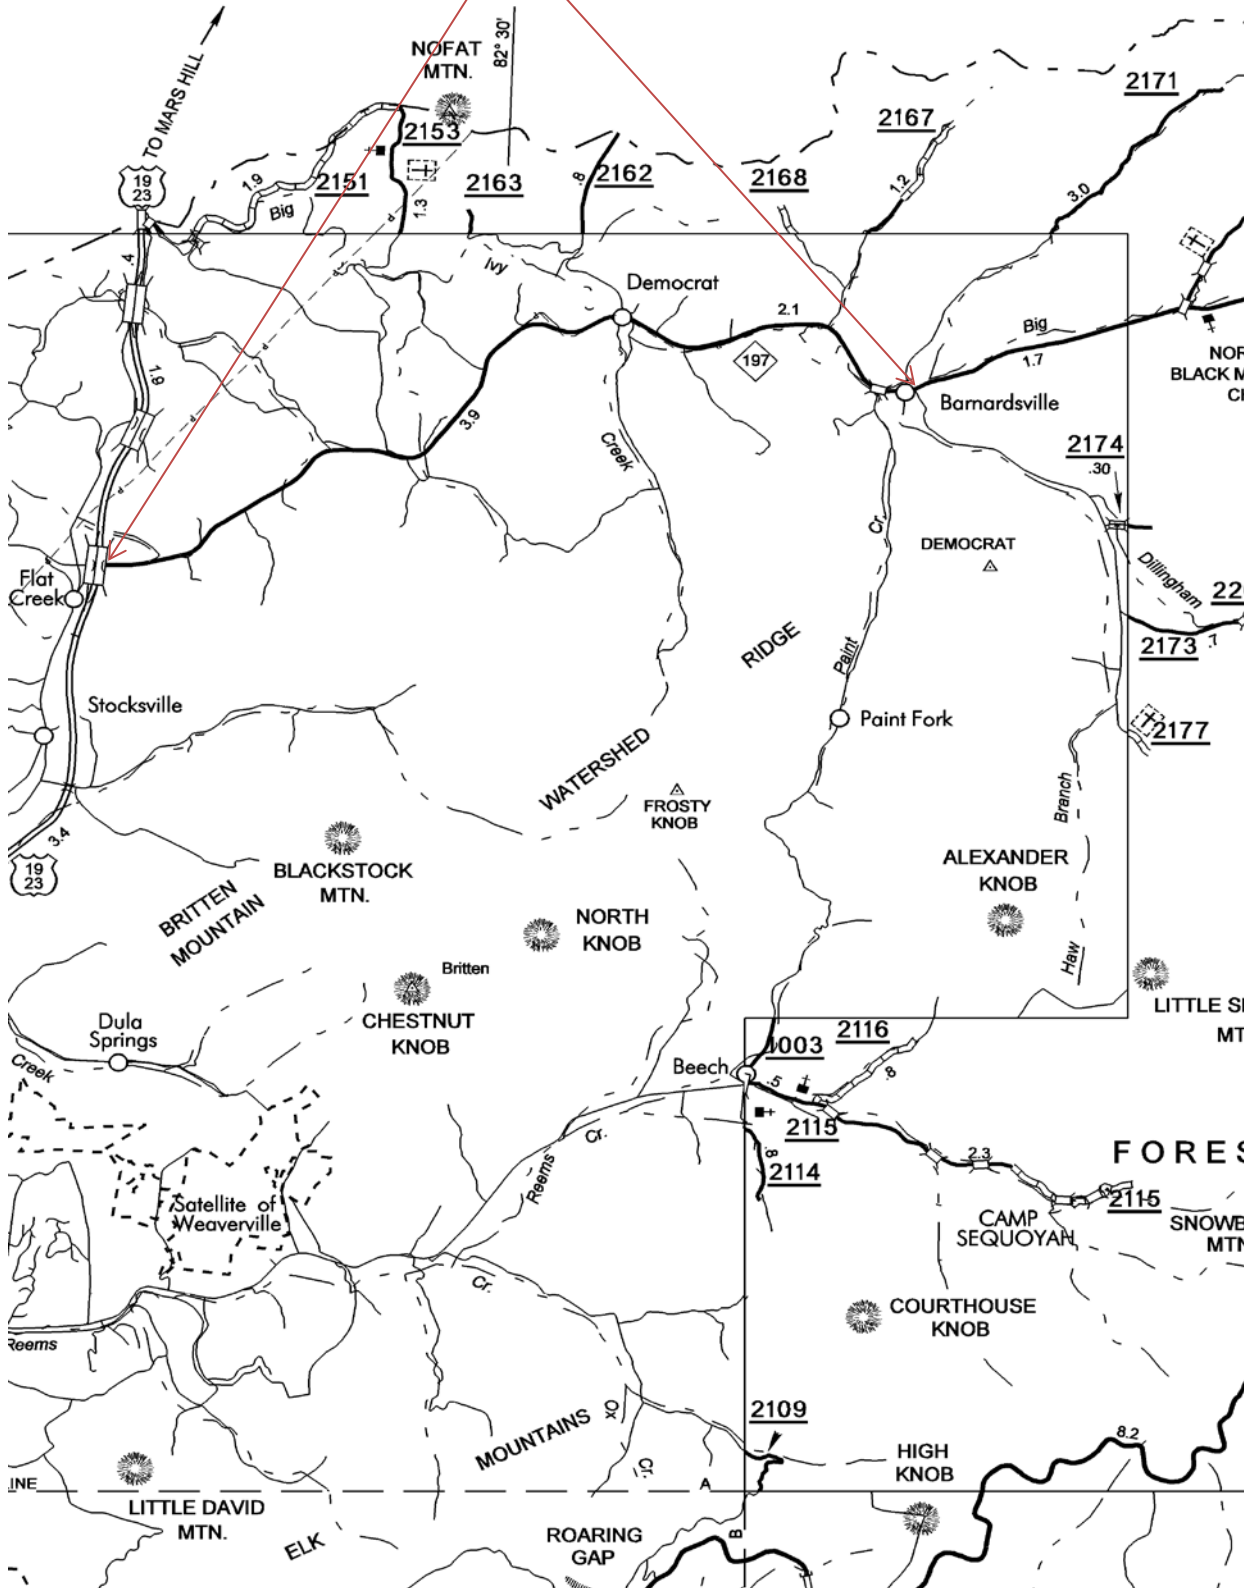 TO MARS HILL
NOFAT
MTN.
82° 30'
2171
2167
2153
19
23
1.9
2151
Big
1.3
2163
.8
2162
2168
1.2
3.0
.4
Ivy
Democrat
2.1
197
Big
1.7
Barnardsville
1.9
3.9
Creek
2174
.30
Cr.
DEMOCRAT
Flat
Creek
Dillingham
RIDGE
2173
.7
Paint
Stocksville
Paint Fork
2177
WATERSHED
FROSTY
KNOB
Branch
3.4
19
23
BLACKSTOCK
MTN.
ALEXANDER
KNOB
BRITTEN
MOUNTAIN
NORTH
KNOB
Haw
Britten
CHESTNUT
KNOB
LITTLE
Dula
Springs
Creek
2116
1003
Beech
.5
.8
2115
Cr.
Reems
.8
2114
2.3
2115
Satellite of
Weaverville
CAMP
SEQUOYAH
Cr.
COURTHOUSE
KNOB
Reems
Ox
Cr.
MOUNTAINS
2109
8.2
HIGH
KNOB
A
LITTLE DAVID
MTN.
B
ELK
ROARING
GAP